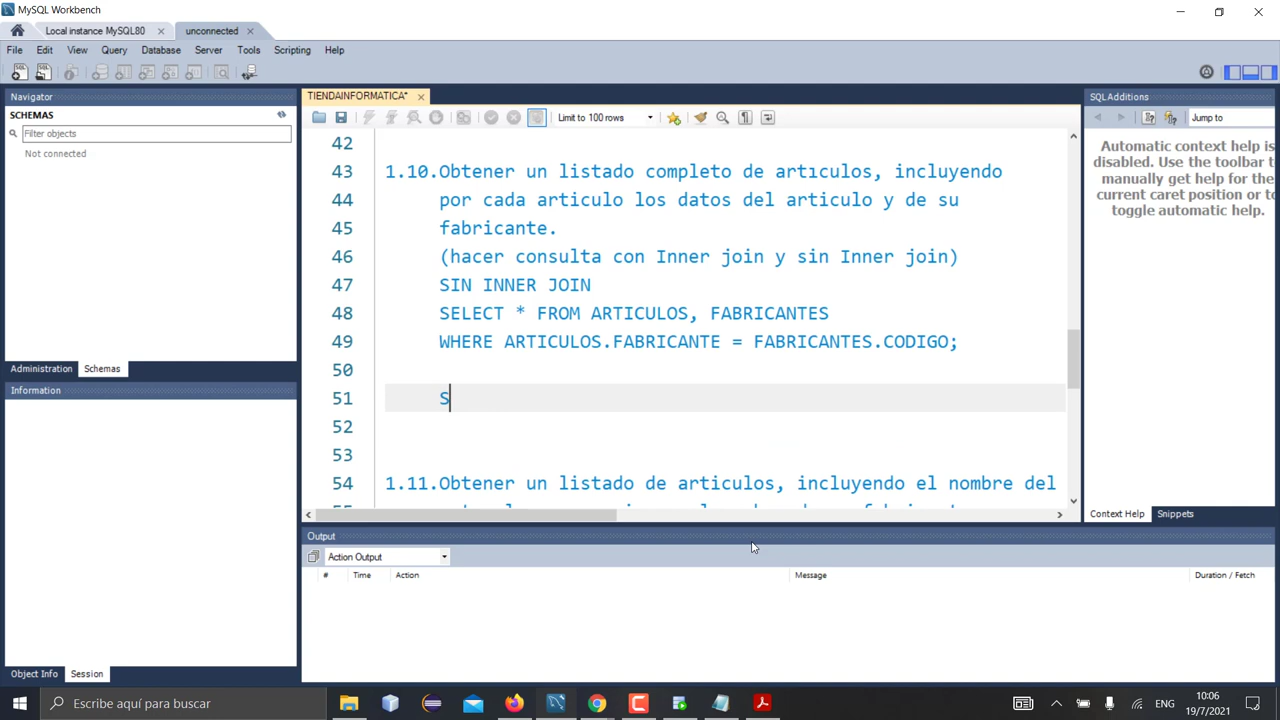 MySQL Workbench
Local instance MySQL80 × unconnected ×
File Edit View Query Database Server Tools Scripting Help
Navigator
SCHEMAS
Filter objects
Not connected
Administration Schemas
Information
Object Info Session
TIENDAINFORMATICA* ×
Limit to 100 rows
42
43 1.10.Obtener un listado completo de artículos, incluyendo
44 por cada articulo los datos del articulo y de su
45 fabricante.
46 (hacer consulta con Inner join y sin Inner join)
47 SIN INNER JOIN
48 SELECT * FROM ARTICULOS, FABRICANTES
49 WHERE ARTICULOS.FABRICANTE = FABRICANTES.CODIGO;
50
51 S
52
53
54 1.11.Obtener un listado de articulos, incluyendo el nombre del
SQLAdditions
Jump to
Automatic context help is
disabled. Use the toolbar t
manually get help for the
current caret position or to
toggle automatic help.
Context Help Snippets
Output
Action Output
# Time Action Message Duration / Fetch
Escribe aquí para buscar
ENG
10:06
19/7/2021